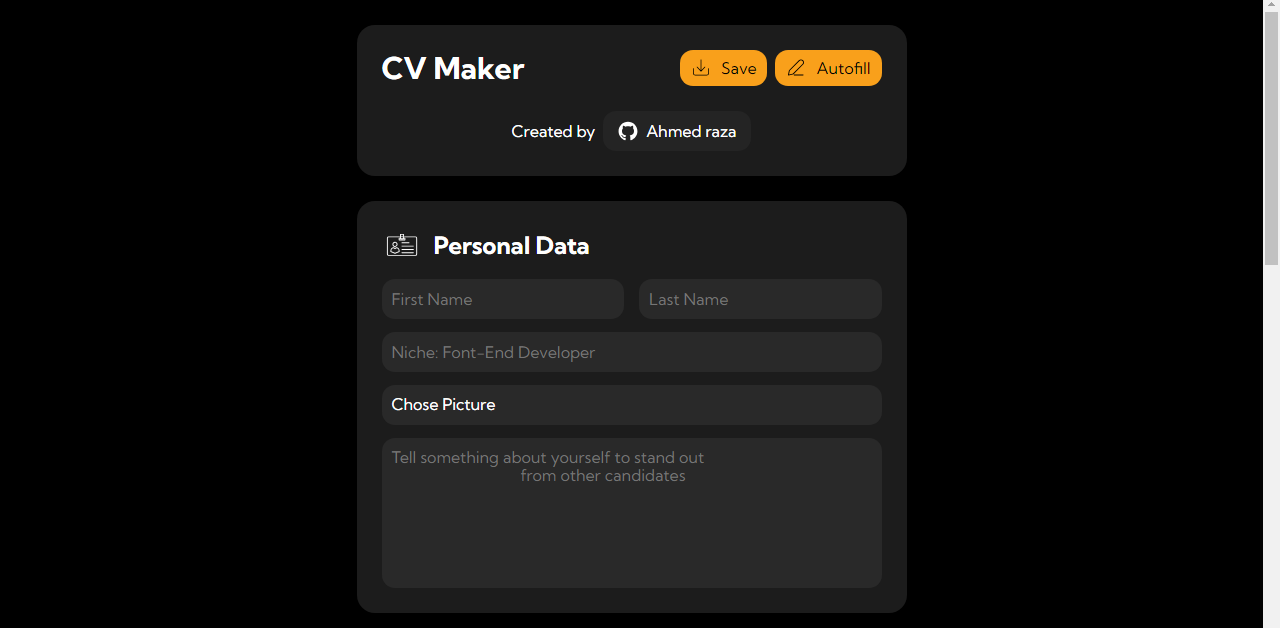 CV Maker
Save
Autofill
Created by Ahmed raza
Personal Data
First Name
Last Name
Niche: Font-End Developer
Chose Picture
Tell something about yourself to stand out
from other candidates